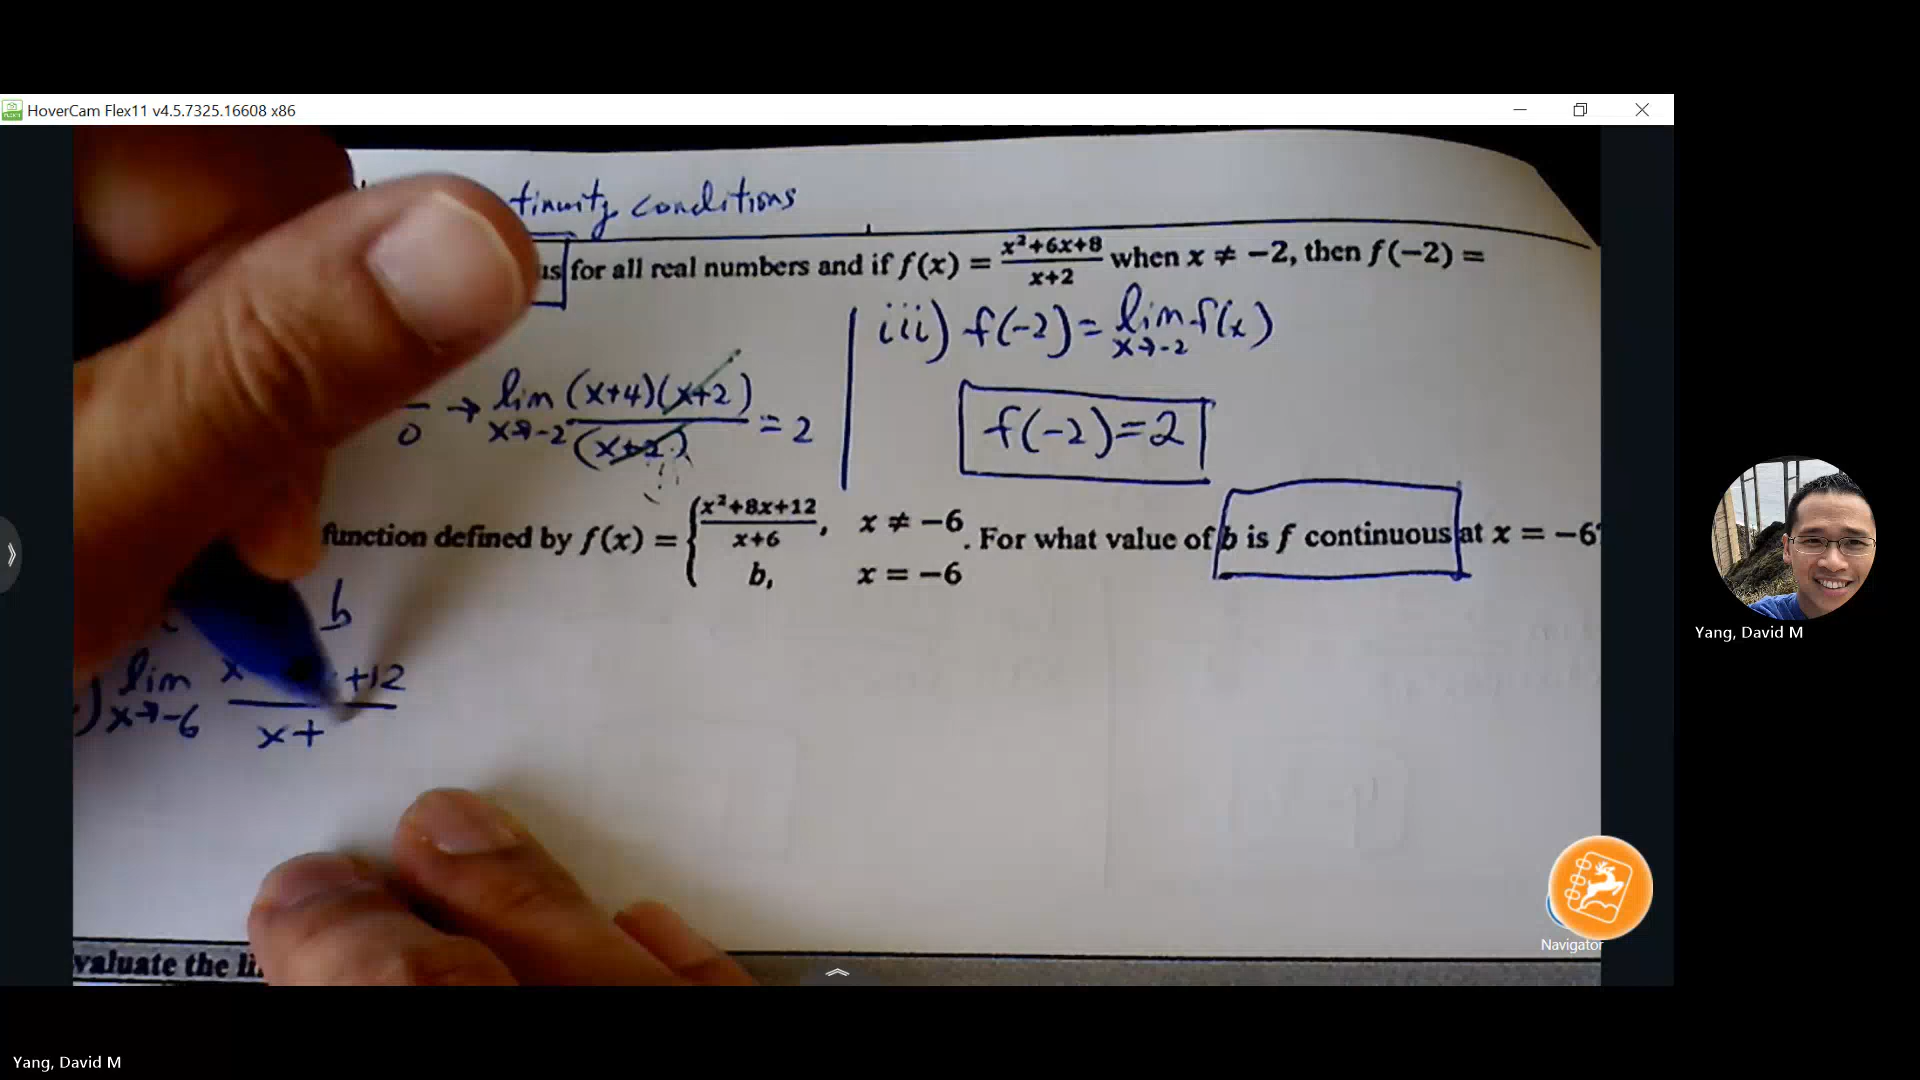 HoverCam Flex11 v4.5.7325.16608 x86
tinuity conditions
us for all real numbers and if f(x) = x²+6x+8 / x+2 when x ≠ −2, then f(−2) =
iii) f(-2) = lim x→-2 f(x)
0 → lim x→-2 (x+4)(x+2) / (x+2) = 2
f(-2)=2
function defined by f(x) = { x²+8x+12 / x+6, x ≠ −6
b, x = −6 . For what value of b is f continuous at x = −6?
b
) lim x→-6 x +12 / x+
valuate the li
Navigator
Yang, David M
Yang, David M